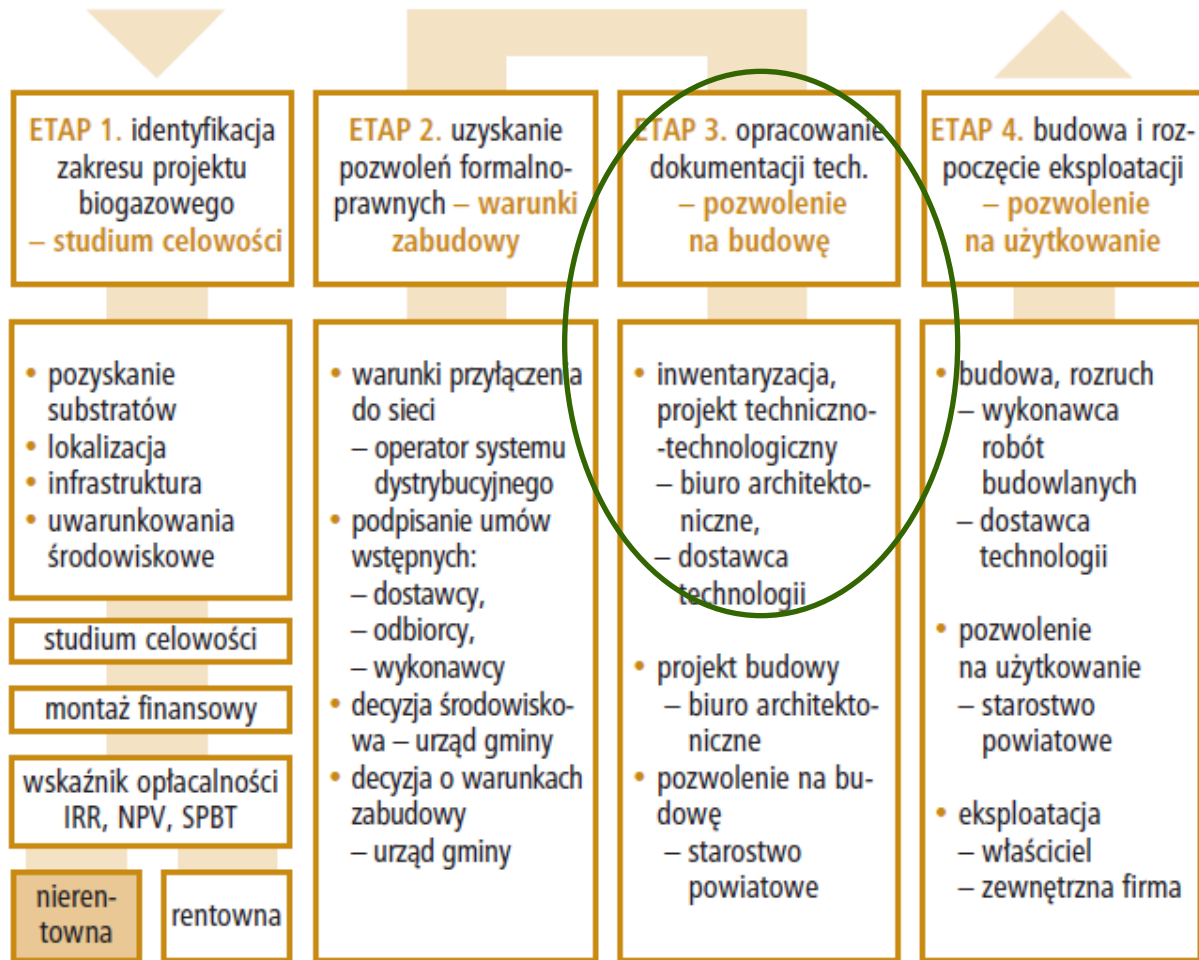 ETAP 1. identyfikacja
zakresu projektu
biogazowego
– studium celowości
• pozyskanie
substratów
• lokalizacja
• infrastruktura
• uwarunkowania
środowiskowe
studium celowości
montaż finansowy
wskaźnik opłacalności
IRR, NPV, SPBT
nieren-
towna
rentowna
ETAP 2. uzyskanie
pozwoleń formalno-
prawnych – warunki
zabudowy
• warunki przyłączenia
do sieci
– operator systemu
dystrybucyjnego
• podpisanie umów
wstępnych:
– dostawcy,
– odbiorcy,
– wykonawcy
• decyzja środowisko-
wa – urząd gminy
• decyzja o warunkach
zabudowy
– urząd gminy
ETAP 3. opracowanie
dokumentacji tech.
– pozwolenie
na budowę
• inwentaryzacja,
projekt techniczno-
-technologiczny
– biuro architekto-
niczne,
– dostawca
technologii
• projekt budowy
– biuro architekto-
niczne
• pozwolenie na bu-
dowę
– starostwo
powiatowe
ETAP 4. budowa i roz-
poczęcie eksploatacji
– pozwolenie
na użytkowanie
• budowa, rozruch
– wykonawca
robót
budowlanych
– dostawca
technologii
• pozwolenie
na użytkowanie
– starostwo
powiatowe
• eksploatacja
– właściciel
– zewnętrzna firma